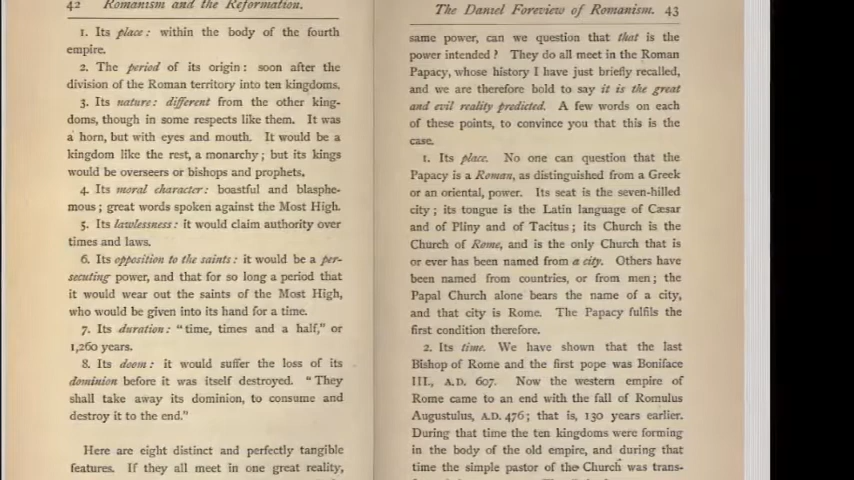 42 Romanism and the Reformation.
1. Its place: within the body of the fourth
empire.
2. The period of its origin: soon after the
division of the Roman territory into ten kingdoms.
3. Its nature: different from the other king-
doms, though in some respects like them. It was
a horn, but with eyes and mouth. It would be a
kingdom like the rest, a monarchy; but its kings
would be overseers or bishops and prophets.
4. Its moral character: boastful and blasphe-
mous; great words spoken against the Most High.
5. Its lawlessness: it would claim authority over
times and laws.
6. Its opposition to the saints: it would be a per-
secuting power, and that for so long a period that
it would wear out the saints of the Most High,
who would be given into its hand for a time.
7. Its duration: "time, times and a half," or
1,260 years.
8. Its doom: it would suffer the loss of its
dominion before it was itself destroyed. "They
shall take away its dominion, to consume and
destroy it to the end."
Here are eight distinct and perfectly tangible
features. If they all meet in one great reality,
The Daniel Foreview of Romanism. 43
same power, can we question that that is the
power intended? They do all meet in the Roman
Papacy, whose history I have just briefly recalled,
and we are therefore bold to say it is the great
and evil reality predicted. A few words on each
of these points, to convince you that this is the
case.
1. Its place. No one can question that the
Papacy is a Roman, as distinguished from a Greek
or an oriental, power. Its seat is the seven-hilled
city; its tongue is the Latin language of Cæsar
and of Pliny and of Tacitus; its Church is the
Church of Rome, and is the only Church that is
or ever has been named from a city. Others have
been named from countries, or from men; the
Papal Church alone bears the name of a city,
and that city is Rome. The Papacy fulfils the
first condition therefore.
2. Its time. We have shown that the last
Bishop of Rome and the first pope was Boniface
III., A.D. 607. Now the western empire of
Rome came to an end with the fall of Romulus
Augustulus, A.D. 476; that is, 130 years earlier.
During that time the ten kingdoms were forming
in the body of the old empire, and during that
time the simple pastor of the Church was trans-